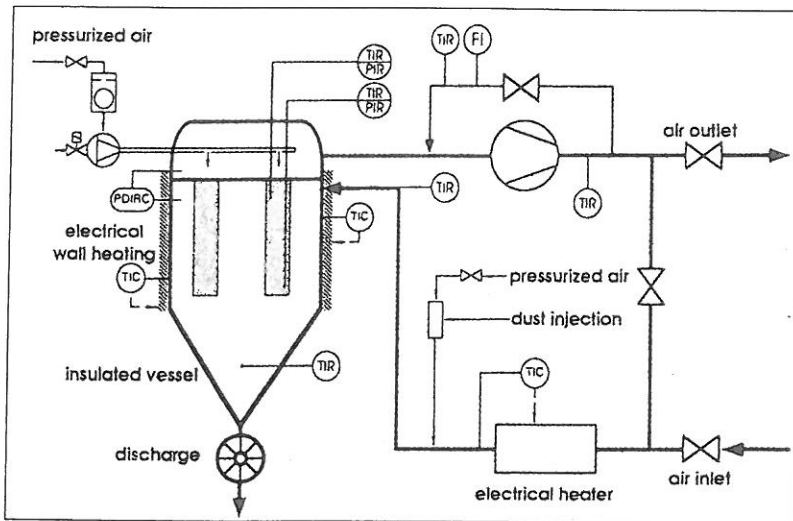 pressurized air
TIR
PIR
TIR
PIR
TIR
FI
air outlet
TIR
TIR
PDIRC
TIC
electrical
wall heating
TIC
pressurized air
dust injection
insulated vessel
TIR
TIC
discharge
electrical heater
air inlet